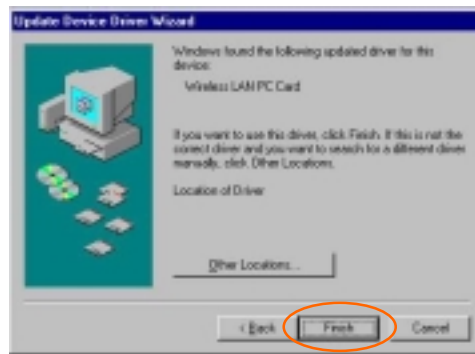 Update Device Driver Wizard
Windows found the following updated driver for this
device:
Wireless LAN PC Card
If you want to use this driver, click Finish. If this is not the
correct driver and you want to search for a different driver
manually, click Other Locations.
Location of Driver
Other Locations...
< Back
Finish
Cancel